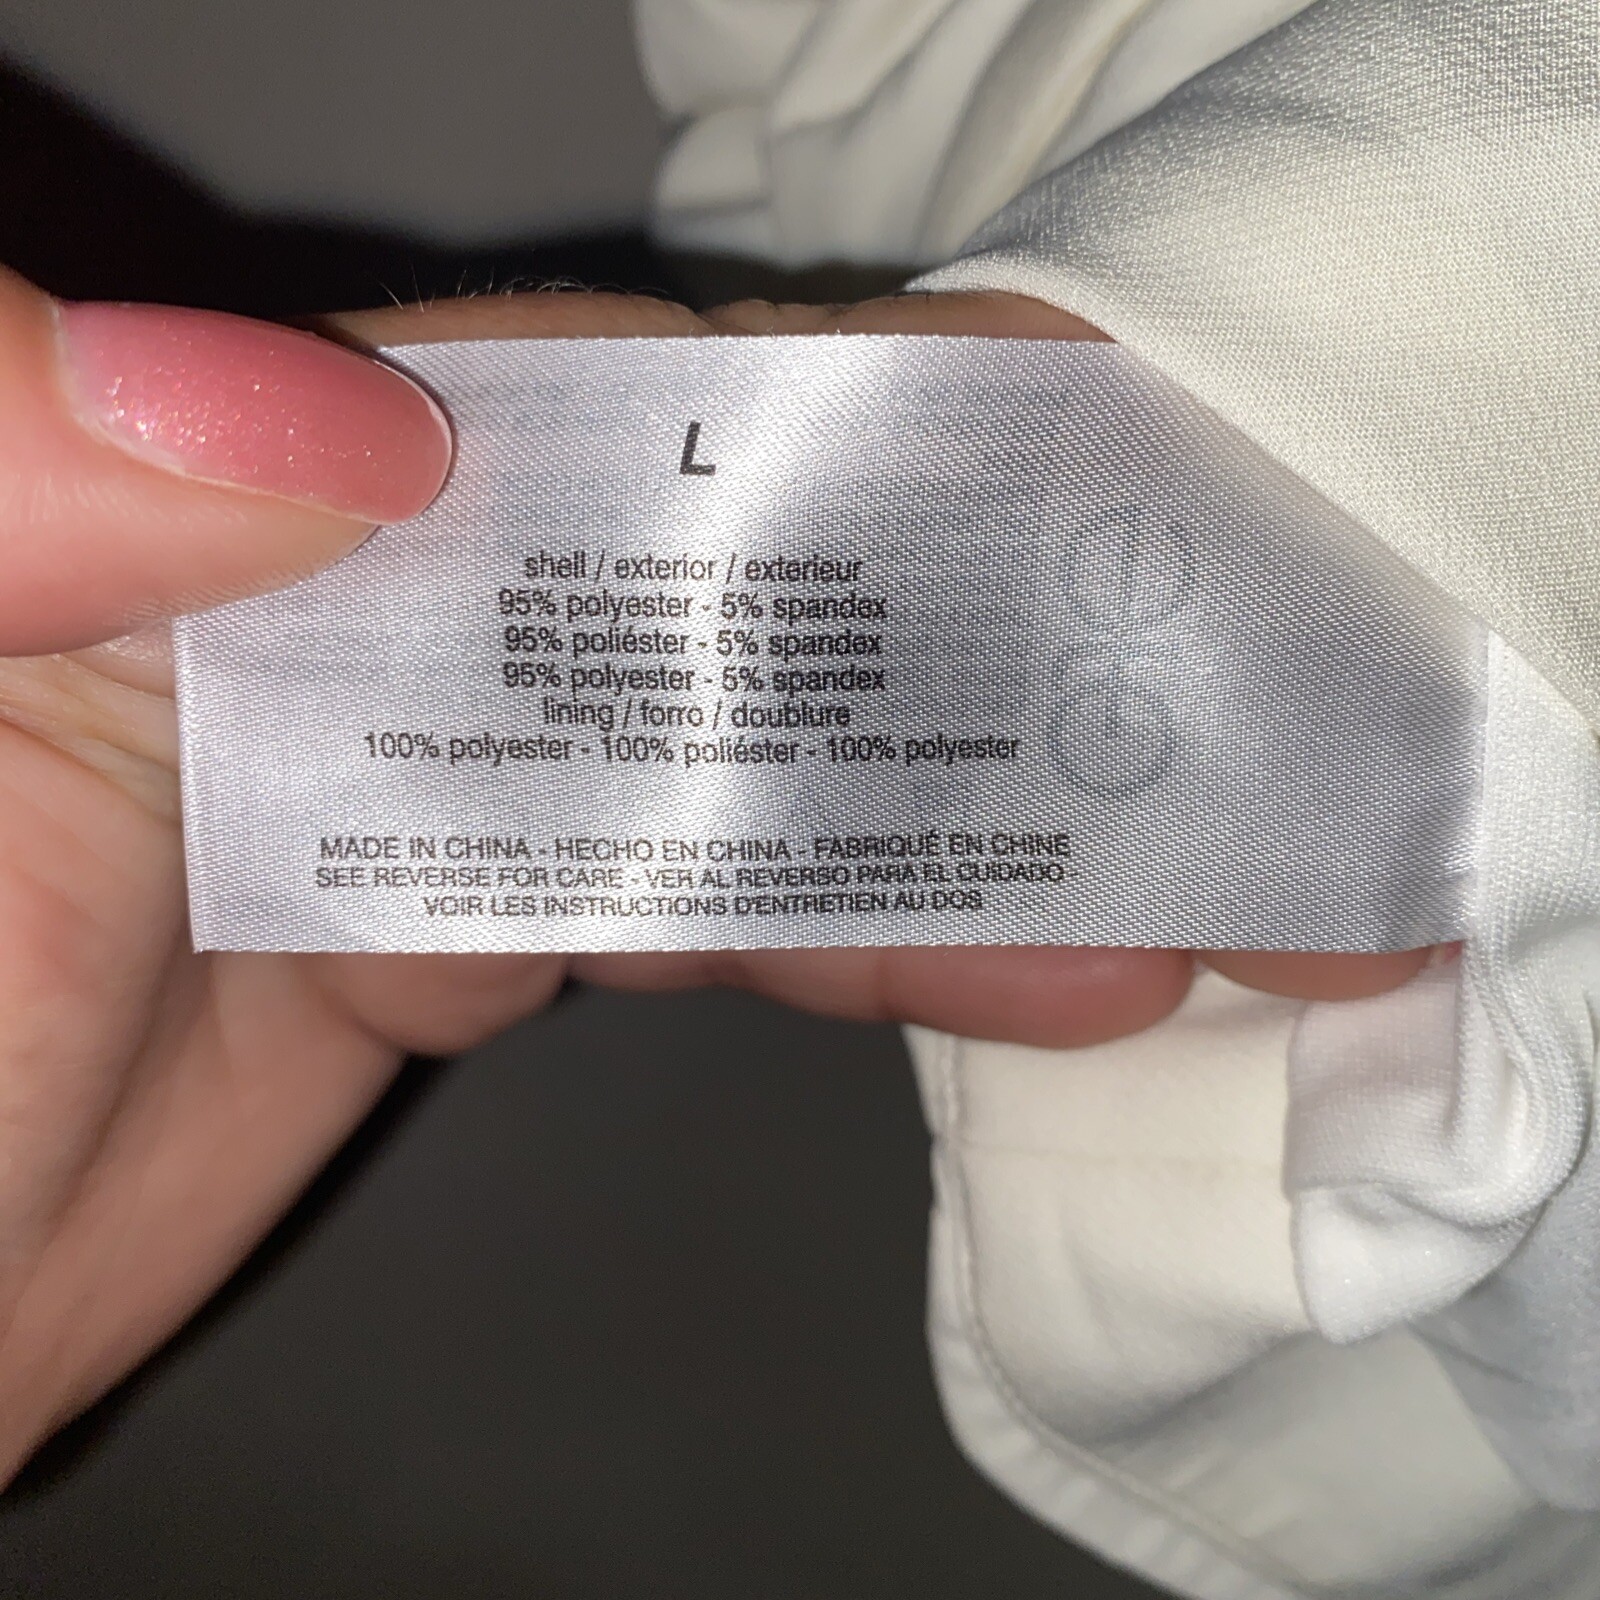 L
shell / exterior / exterieur
95% polyester - 5% spandex
95% poliéster - 5% spandex
95% polyester - 5% spandex
lining / forro / doublure
100% polyester - 100% poliéster - 100% polyester
MADE IN CHINA - HECHO EN CHINA - FABRIQUÉ EN CHINE
SEE REVERSE FOR CARE - VER AL REVERSO PARA EL CUIDADO -
VOIR LES INSTRUCTIONS D'ENTRETIEN AU DOS